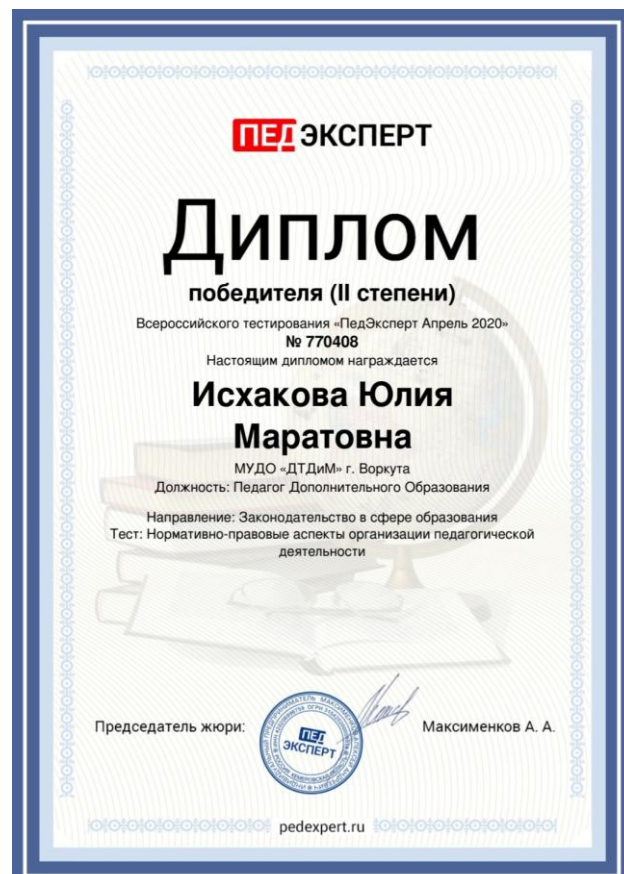 ПЕДЭКСПЕРТ
Диплом
победителя (II степени)
Всероссийского тестирования «ПедЭксперт Апрель 2020»
№ 770408
Настоящим дипломом награждается
Исхакова Юлия
Маратовна
МУДО «ДТДиМ» г. Воркута
Должность: Педагог Дополнительного Образования
Направление: Законодательство в сфере образования
Тест: Нормативно-правовые аспекты организации педагогической
деятельности
Председатель жюри:
ПЕД
ЭКСПЕРТ
Максименков А. А.
pedexpert.ru